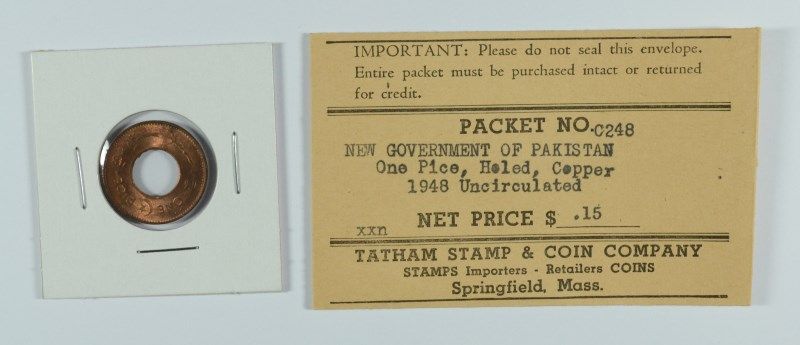 IMPORTANT: Please do not seal this envelope.
Entire packet must be purchased intact or returned
for credit.
PACKET NO. C248
NEW GOVERNMENT OF PAKISTAN
One Pice, Holed, Copper
1948 Uncirculated
xxn NET PRICE $ .15
TATHAM STAMP & COIN COMPANY
STAMPS Importers - Retailers COINS
Springfield, Mass.